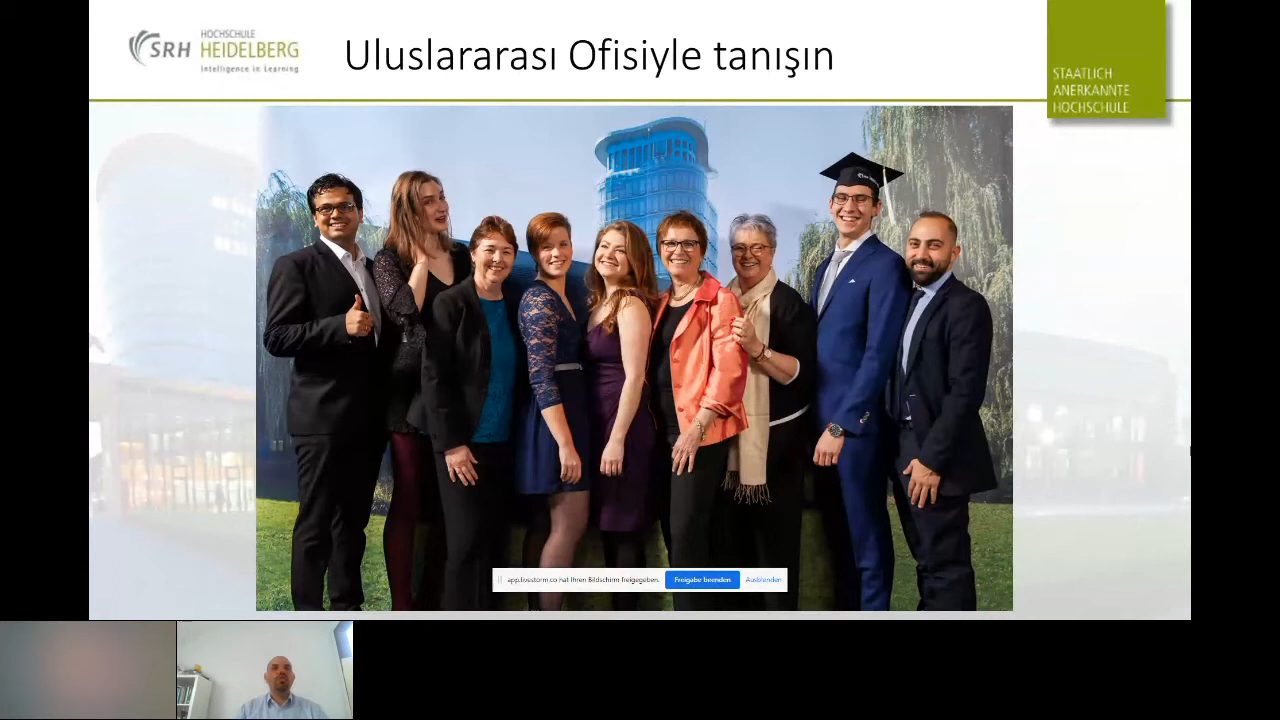 SRH
HOCHSCHULE
HEIDELBERG
Intelligence in Learning
Uluslararası Ofisiyle tanışın
STAATLICH
ANERKANNTE
HOCHSCHULE
app.livestorm.co hat Ihren Bildschirm freigegeben.
Freigabe beenden
Ausblenden